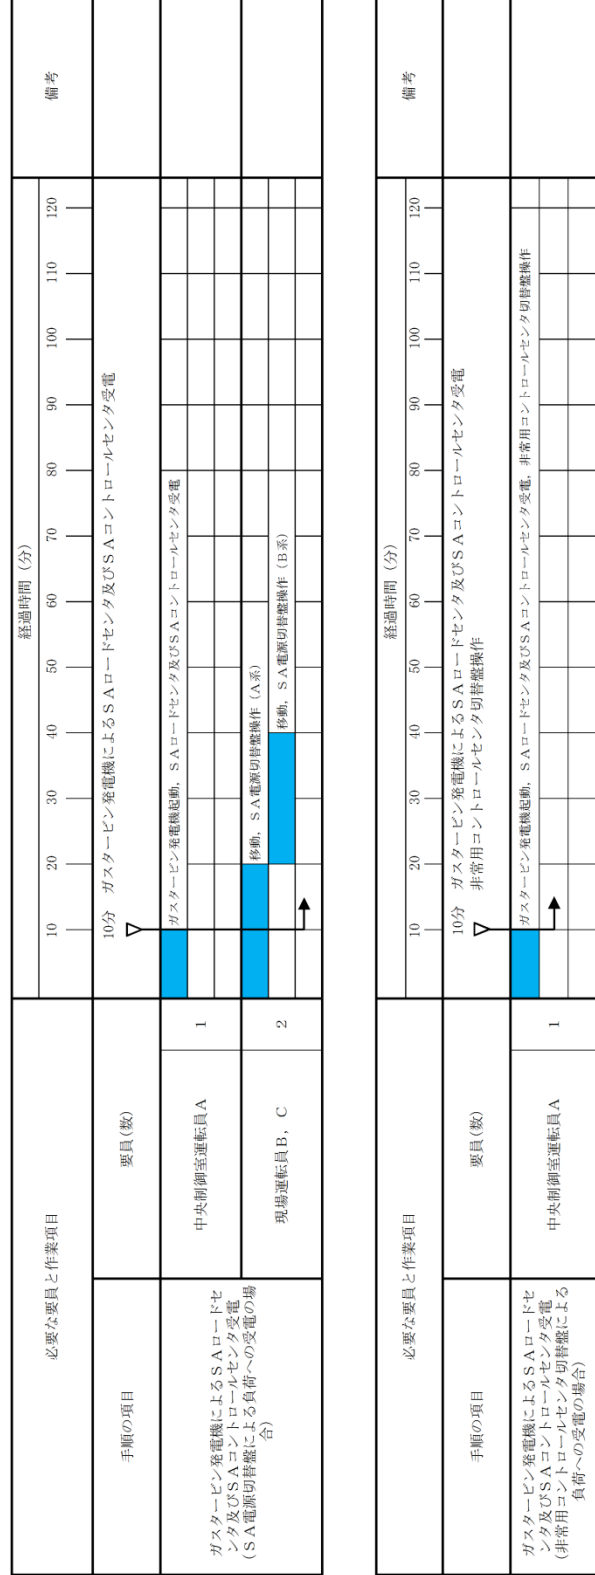 必要な要員と作業項目
経過時間（分）
備考
10 20 30 40 50 60 70 80 90 100 110 120
手順の項目
要員(数)
10分 ガスタービン発電機によるＳＡロードセンタ及びＳＡコントロールセンタ受電
ガスタービン発電機によるＳＡロードセ
ンタ及びＳＡコントロールセンタ受電
（ＳＡ電源切替盤による負荷への受電の場
合）
中央制御室運転員Ａ
1
ガスタービン発電機起動，ＳＡロードセンタ及びＳＡコントロールセンタ受電
現場運転員Ｂ，Ｃ
2
移動，ＳＡ電源切替盤操作（Ａ系）
移動，ＳＡ電源切替盤操作（Ｂ系）
必要な要員と作業項目
経過時間（分）
備考
10 20 30 40 50 60 70 80 90 100 110 120
手順の項目
要員(数)
10分 ガスタービン発電機によるＳＡロードセンタ及びＳＡコントロールセンタ受電
非常用コントロールセンタ切替盤操作
ガスタービン発電機によるＳＡロードセ
ンタ及びＳＡコントロールセンタ受電
(非常用コントロールセンタ切替盤による
負荷への受電の場合)
中央制御室運転員Ａ
1
ガスタービン発電機起動，ＳＡロードセンタ及びＳＡコントロールセンタ受電，非常用コントロールセンタ切替盤操作